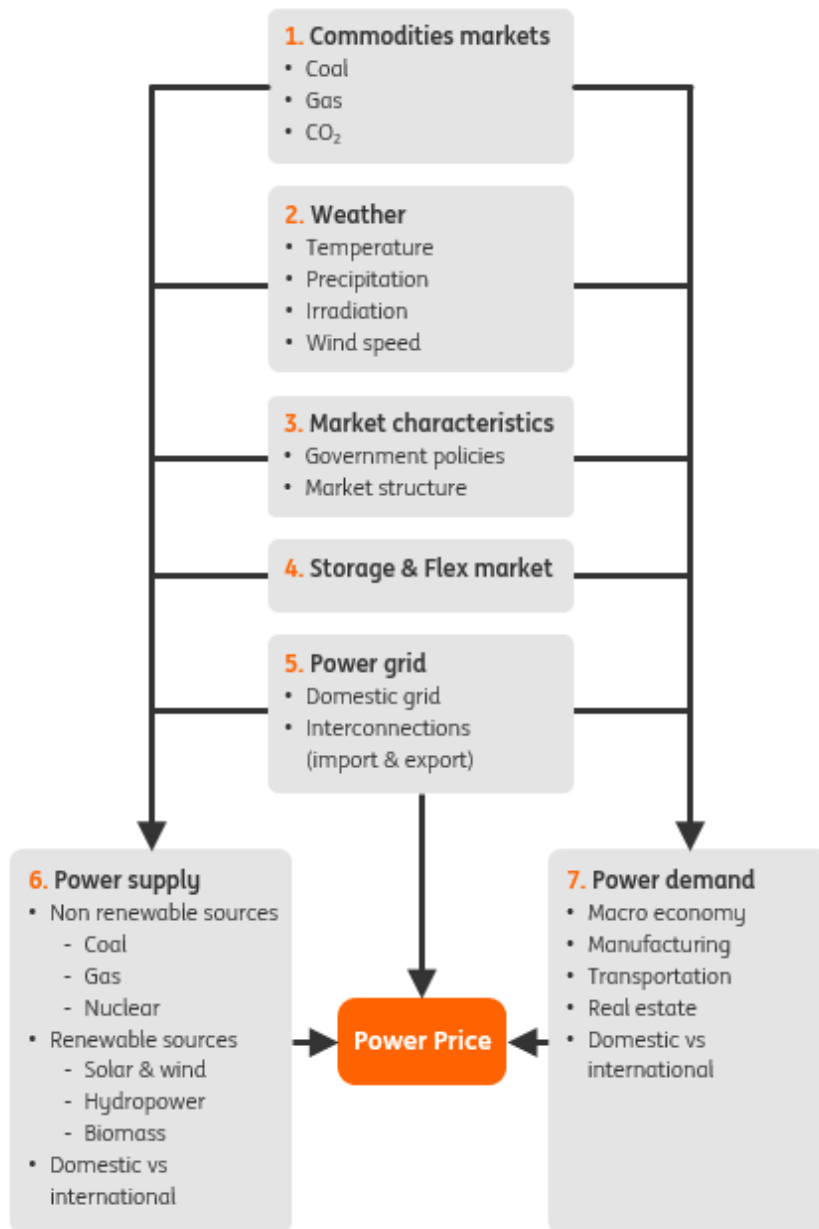 1. Commodities markets
• Coal
• Gas
• CO₂
2. Weather
• Temperature
• Precipitation
• Irradiation
• Wind speed
3. Market characteristics
• Government policies
• Market structure
4. Storage & Flex market
5. Power grid
• Domestic grid
• Interconnections
(import & export)
6. Power supply
• Non renewable sources
- Coal
- Gas
- Nuclear
• Renewable sources
- Solar & wind
- Hydropower
- Biomass
• Domestic vs
international
Power Price
7. Power demand
• Macro economy
• Manufacturing
• Transportation
• Real estate
• Domestic vs
international